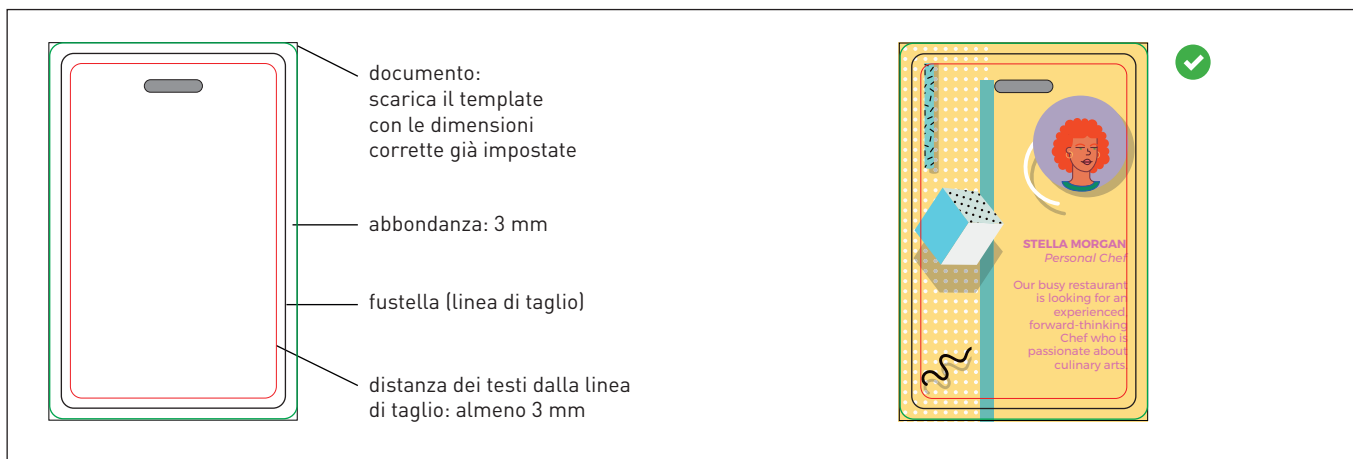 documento:
scarica il template
con le dimensioni
corrette già impostate
abbondanza: 3 mm
fustella (linea di taglio)
distanza dei testi dalla linea
di taglio: almeno 3 mm
STELLA MORGAN
Personal Chef
Our busy restaurant
is looking for an
experienced,
forward-thinking
Chef who is
passionate about
culinary arts.